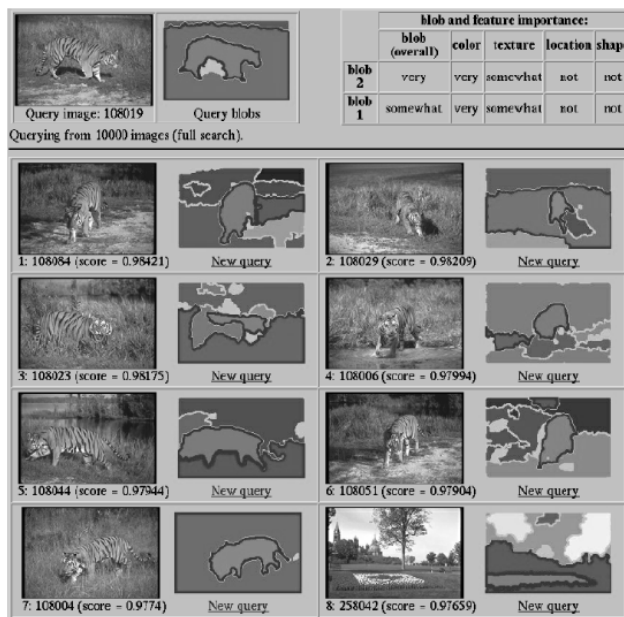 Query image: 108019
Query blobs
Querying from 10000 images (full search).
blob and feature importance:
blob (overall) color texture location shape
blob 2 very very somewhat not not
blob 1 somewhat very somewhat not not
1: 108084 (score = 0.98421) New query
2: 108029 (score = 0.98209) New query
3: 108023 (score = 0.98175) New query
4: 108006 (score = 0.97994) New query
5: 108044 (score = 0.97944) New query
6: 108051 (score = 0.97904) New query
7: 108004 (score = 0.9774) New query
8: 258042 (score = 0.97659) New query